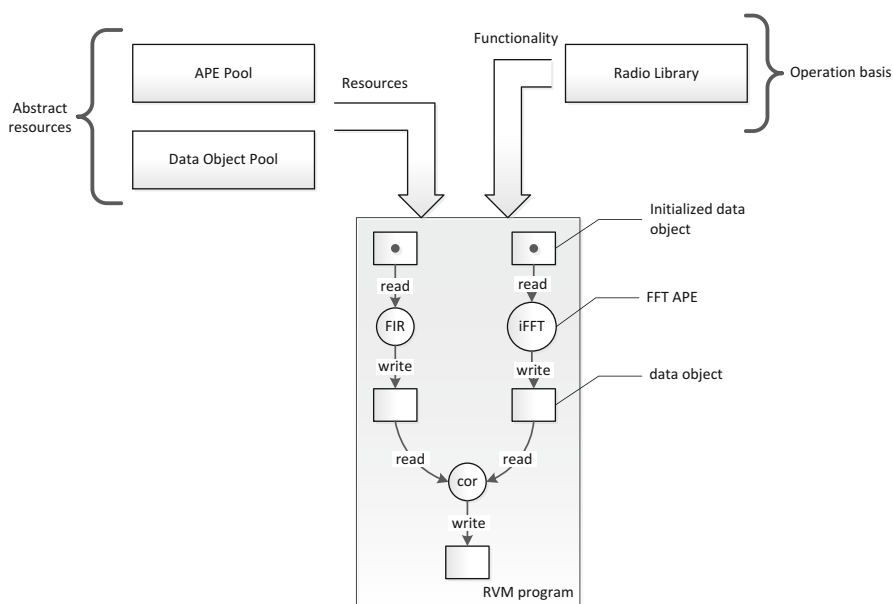 Functionality
APE Pool
Resources
Radio Library
Operation basis
Abstract
resources
Data Object Pool
Initialized data
object
read
read
FIR
iFFT
FFT APE
write
write
data object
read
read
cor
write
RVM program